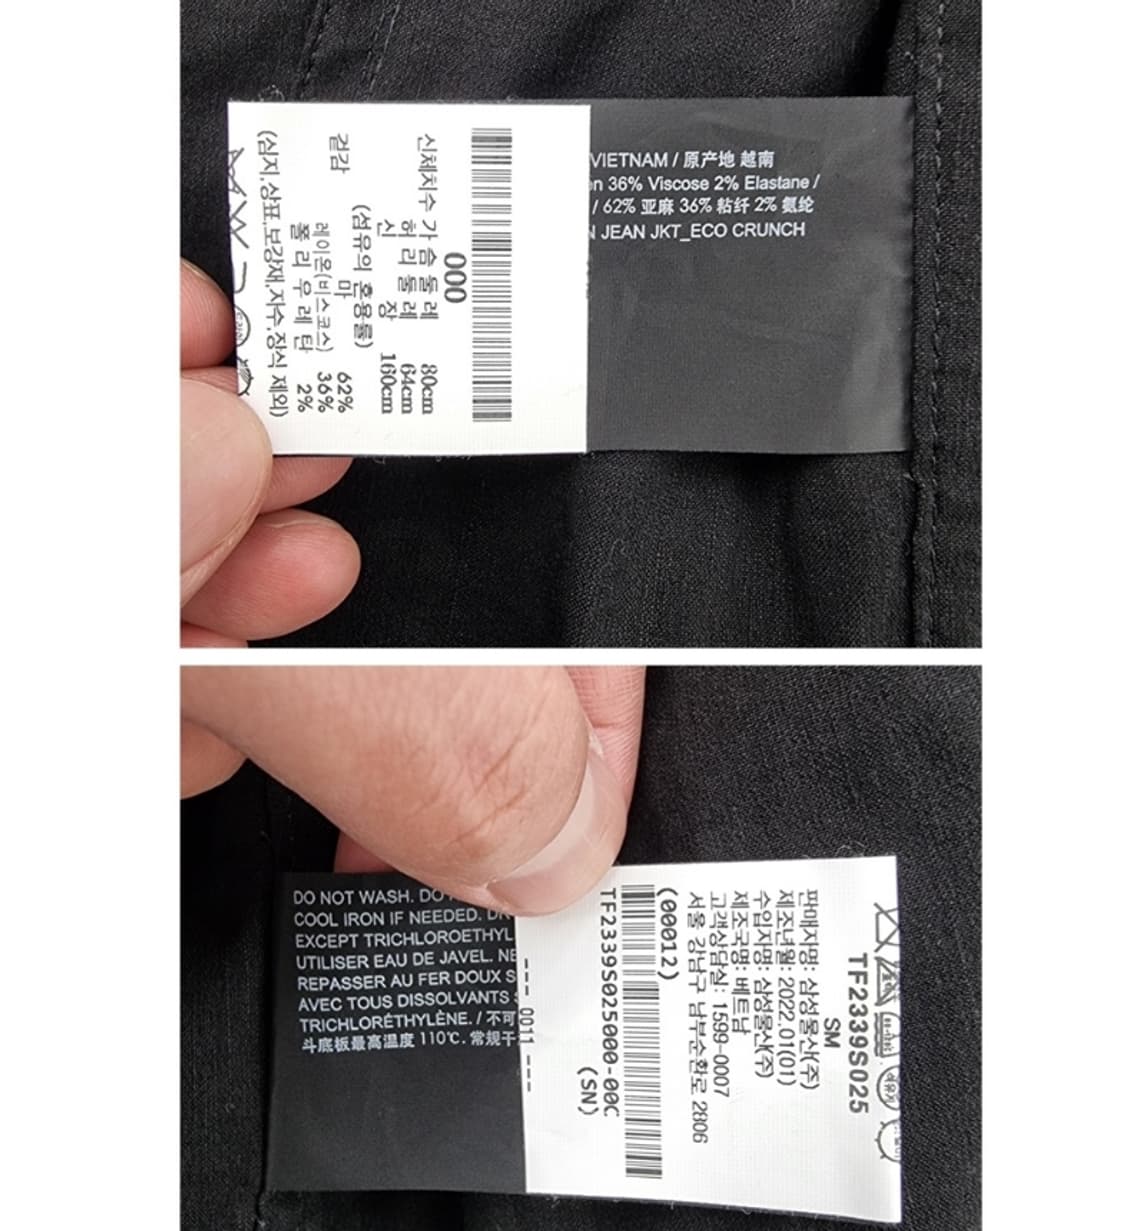 VIETNAM / 原产地 越南
36% Viscose 2% Elastane /
/ 62% 亚麻 36% 粘纤 2% 氨纶
JEAN JKT_ECO CRUNCH
000
신체치수 가슴둘레 80cm
허리둘레 64cm
신장 160cm
(섬유의 혼용률)
겉감 마 62%
레이온(비스코스) 36%
폴리우레탄 2%
(심지,상표,보강재,자수,장식 제외)
DO NOT WASH. DO
COOL IRON IF NEEDED.
EXCEPT TRICHLOROETHYL
UTILISER EAU DE JAVEL.
REPASSER AU FER DOUX
AVEC TOUS DISSOLVANTS
TRICHLORÉTHYLÈNE. / 不可
斗底板最高温度 110℃. 常规干
--- 0011 ---
TF2339S025
SM
판매자명: 삼성물산(주)
제조년월: 2022.01(01)
수입자명: 삼성물산(주)
제조국명: 베트남
고객상담실: 1599-0007
서울 강남구 남부순환로 2806
(00012)
TF2339S025000-00C
(SN)